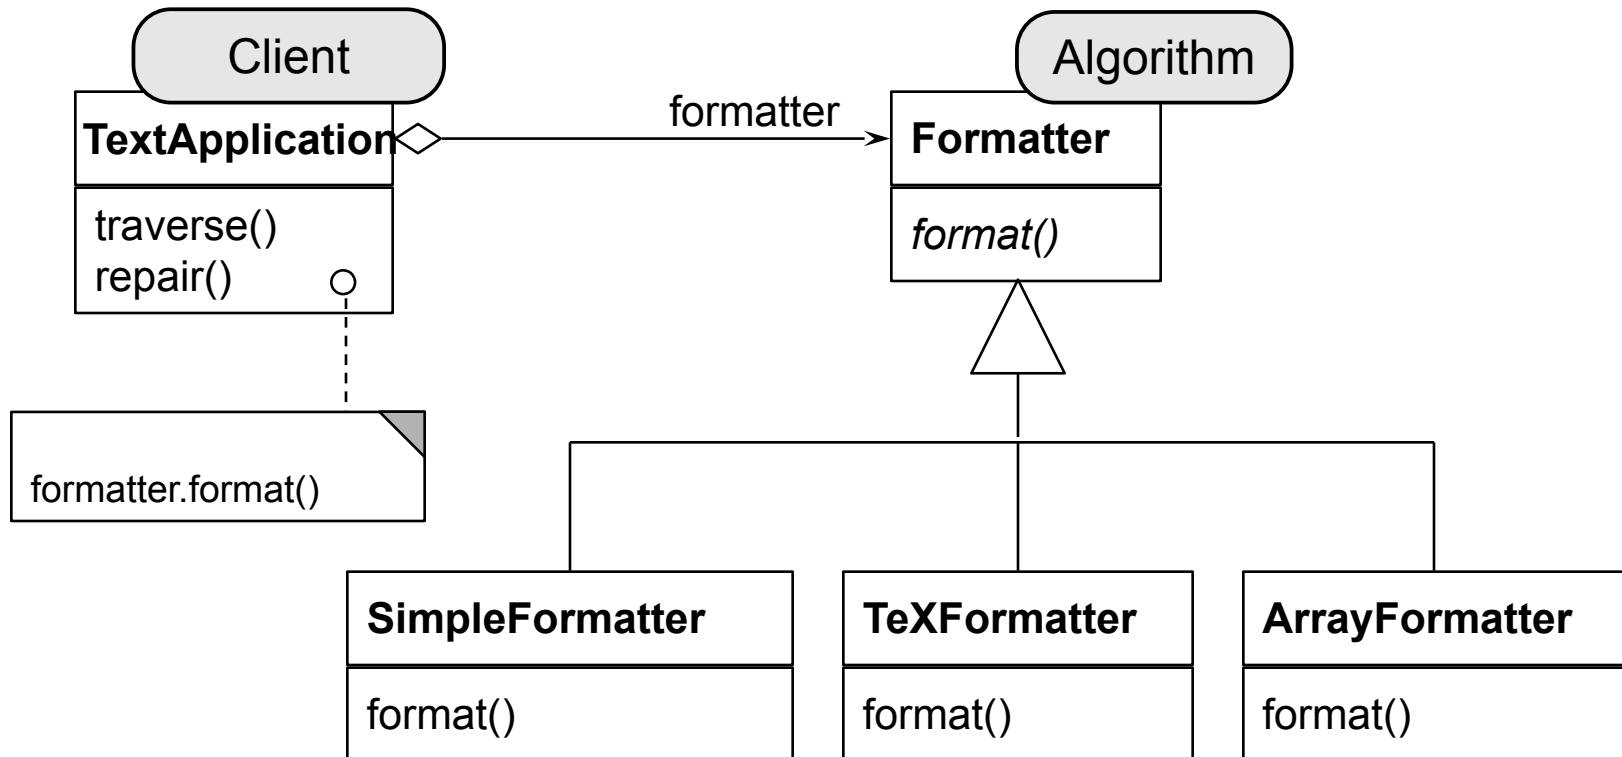 Client
Algorithm
formatter
TextApplication
Formatter
traverse()
repair()
format()
formatter.format()
SimpleFormatter
TeXFormatter
ArrayFormatter
format()
format()
format()